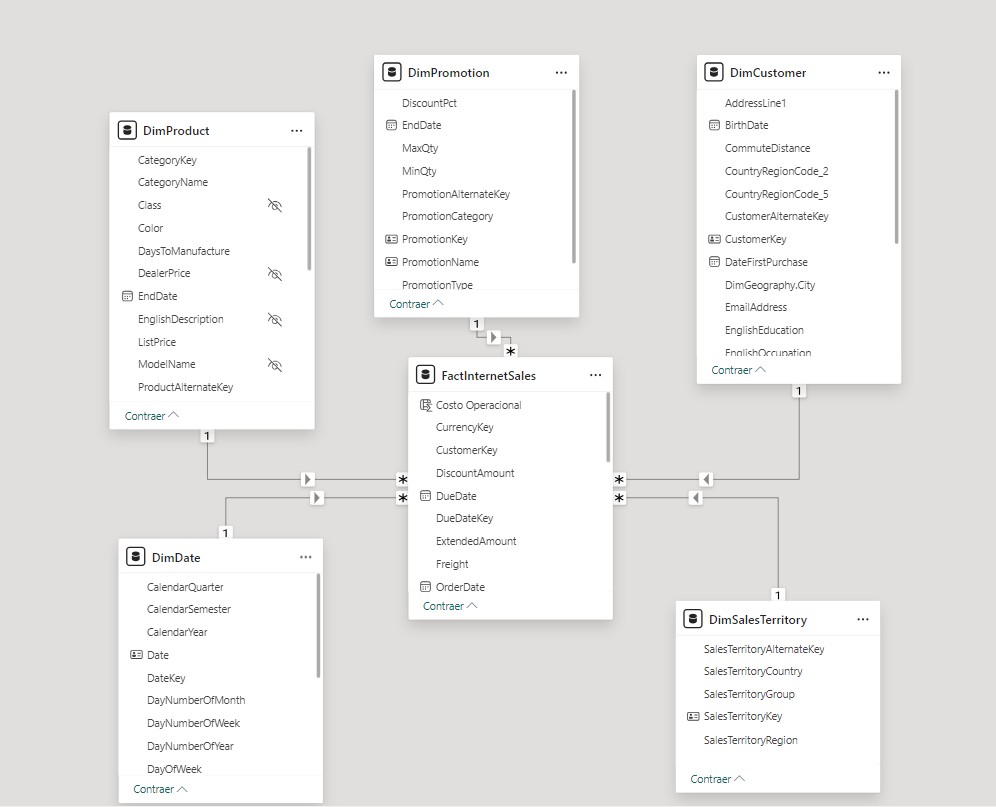 DimProduct
CategoryKey
CategoryName
Class
Color
DaysToManufacture
DealerPrice
EndDate
EnglishDescription
ListPrice
ModelName
ProductAlternateKey
Contraer
1
DimPromotion
DiscountPct
EndDate
MaxQty
MinQty
PromotionAlternateKey
PromotionCategory
PromotionKey
PromotionName
PromotionType
Contraer
1
*
DimCustomer
AddressLine1
BirthDate
CommuteDistance
CountryRegionCode_2
CountryRegionCode_5
CustomerAlternateKey
CustomerKey
DateFirstPurchase
DimGeography.City
EmailAddress
EnglishEducation
EnglishOccupation
Contraer
1
FactInternetSales
Costo Operacional
CurrencyKey
CustomerKey
DiscountAmount
DueDate
DueDateKey
ExtendedAmount
Freight
OrderDate
Contraer
*
*
*
*
1
DimDate
CalendarQuarter
CalendarSemester
CalendarYear
Date
DateKey
DayNumberOfMonth
DayNumberOfWeek
DayNumberOfYear
DayOfWeek
Contraer
1
DimSalesTerritory
SalesTerritoryAlternateKey
SalesTerritoryCountry
SalesTerritoryGroup
SalesTerritoryKey
SalesTerritoryRegion
Contraer